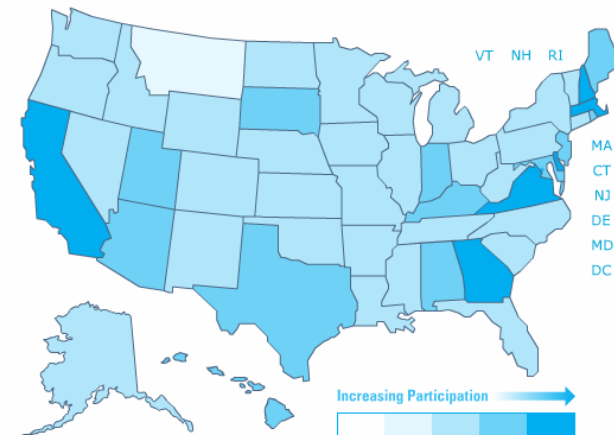 VT NH RI
MA
CT
NJ
DE
MD
DC
Increasing Participation